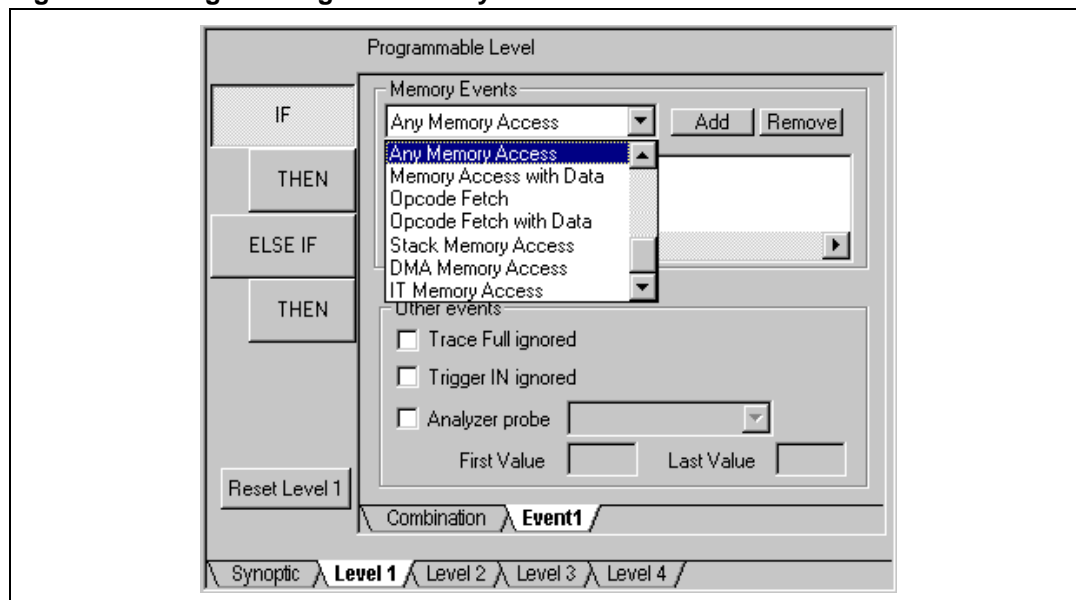 Programmable Level
IF
THEN
ELSE IF
THEN
Reset Level 1
Memory Events
Any Memory Access
Add
Remove
Any Memory Access
Memory Access with Data
Opcode Fetch
Opcode Fetch with Data
Stack Memory Access
DMA Memory Access
IT Memory Access
Other events
Trace Full ignored
Trigger IN ignored
Analyzer probe
First Value
Last Value
Combination
Event1
Synoptic
Level 1
Level 2
Level 3
Level 4